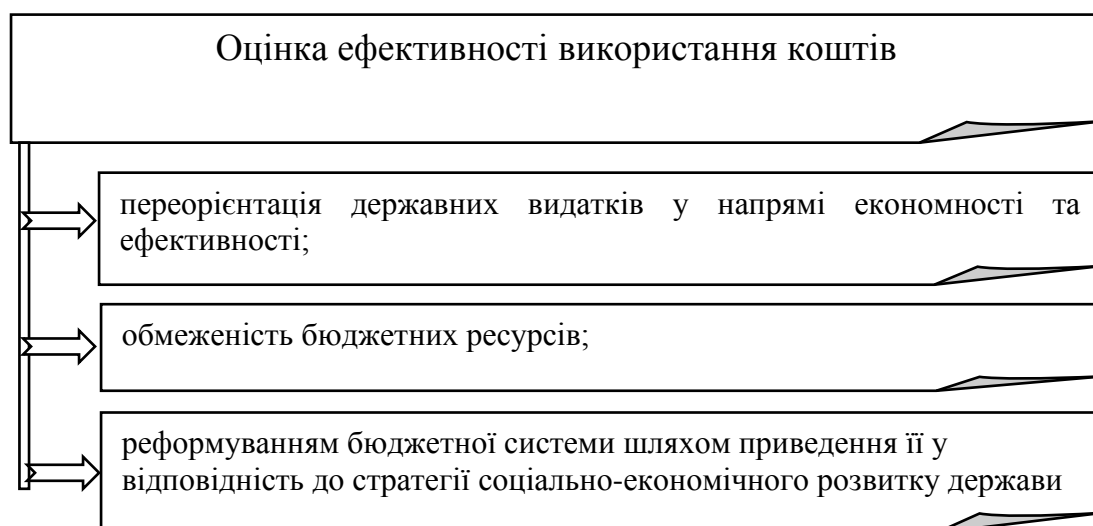 Оцінка ефективності використання коштів
переорієнтація державних видатків у напрямі економності та
ефективності;
обмеженість бюджетних ресурсів;
реформуванням бюджетної системи шляхом приведення її у
відповідність до стратегії соціально-економічного розвитку держави